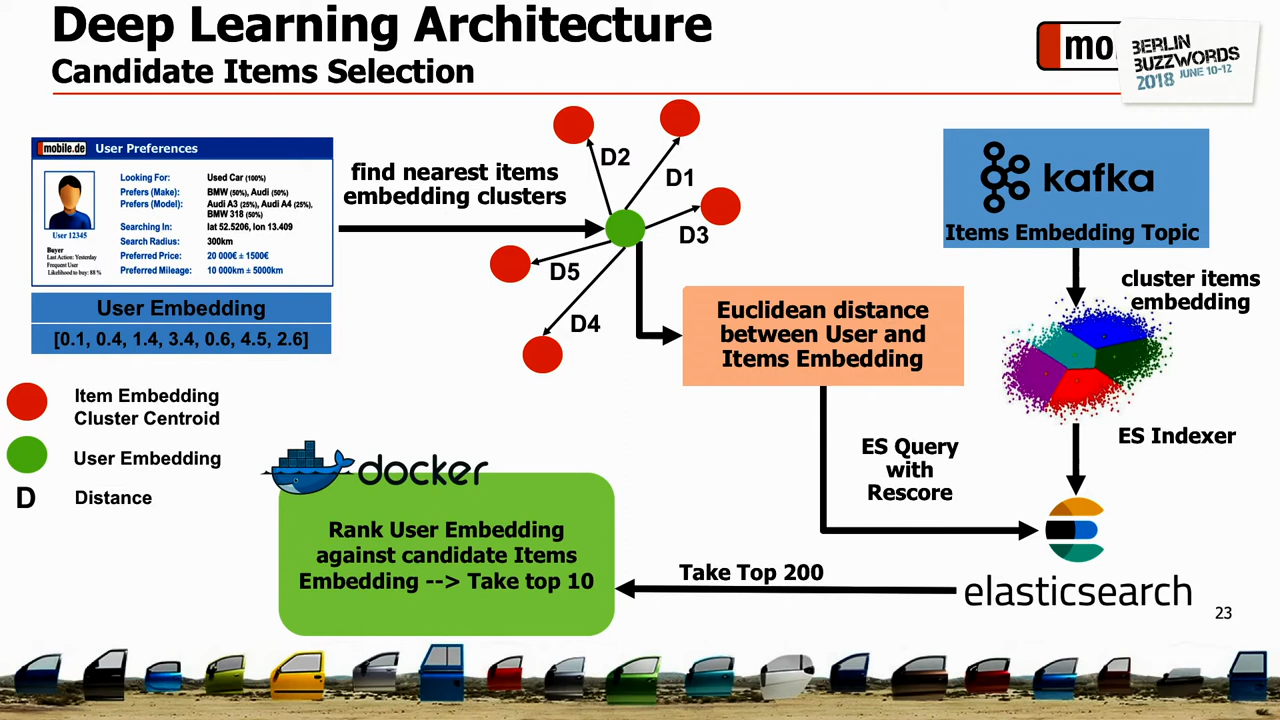 Deep Learning Architecture
Candidate Items Selection
mo
BERLIN
BUZZWORDS
2018 JUNE 10-12
mobile.de User Preferences
Looking For: Used Car (100%)
Prefers (Make): BMW (50%), Audi (50%)
Prefers (Model): Audi A3 (25%), Audi A4 (25%),
BMW 318 (50%)
Searching In: lat 52.5206, lon 13.409
Search Radius: 300km
Preferred Price: 20 000€ ± 1500€
Preferred Mileage: 10 000km ± 5000km
User 12345
Buyer
Last Action: Yesterday
Frequent User
Likelihood to buy: 88 %
User Embedding
[0.1, 0.4, 1.4, 3.4, 0.6, 4.5, 2.6]
find nearest items
embedding clusters
D2
D1
D3
D5
D4
kafka
Items Embedding Topic
cluster items
embedding
Euclidean distance
between User and
Items Embedding
Item Embedding
Cluster Centroid
User Embedding
D Distance
ES Indexer
ES Query
with
Rescore
elasticsearch
Take Top 200
docker
Rank User Embedding
against candidate Items
Embedding --> Take top 10
23